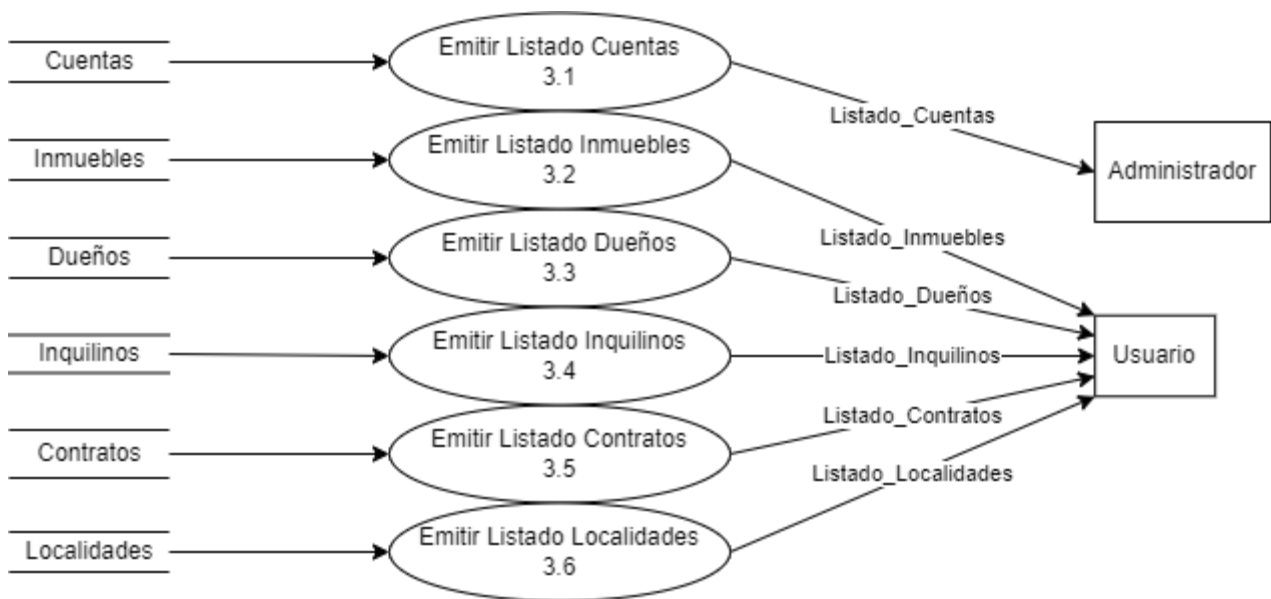 Cuentas
Emitir Listado Cuentas
3.1
Listado_Cuentas
Administrador
Inmuebles
Emitir Listado Inmuebles
3.2
Listado_Inmuebles
Dueños
Emitir Listado Dueños
3.3
Listado_Dueños
Inquilinos
Emitir Listado Inquilinos
3.4
Listado_Inquilinos
Usuario
Contratos
Emitir Listado Contratos
3.5
Listado_Contratos
Localidades
Emitir Listado Localidades
3.6
Listado_Localidades